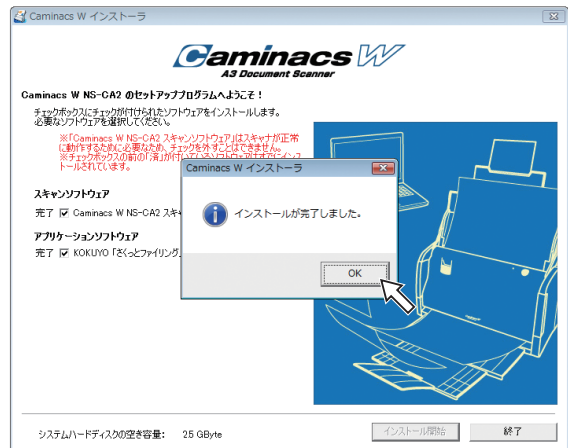 Caminacs W インストーラ
Caminacs W
A3 Document Scanner
Caminacs W NS-CA2 のセットアッププログラムへようこそ！
チェックボックスにチェックが付けられたソフトウェアをインストールします。
必要なソフトウェアを選択してください。
※「Caminacs W NS-CA2 スキャンソフトウェア」はスキャナが正常
に動作するために必要なため、チェックを外すことはできません。
※チェックボックスの前の「済」が付いているソフトウェアはすでにインス
トールされています。
Caminacs W インストーラ
インストールが完了しました。
OK
スキャンソフトウェア
完了 Caminacs W NS-CA2 スキ
アプリケーションソフトウェア
完了 KOKUYO 「さくっとファイリング」
システムハードディスクの空き容量: 25 GByte
インストール開始
終了